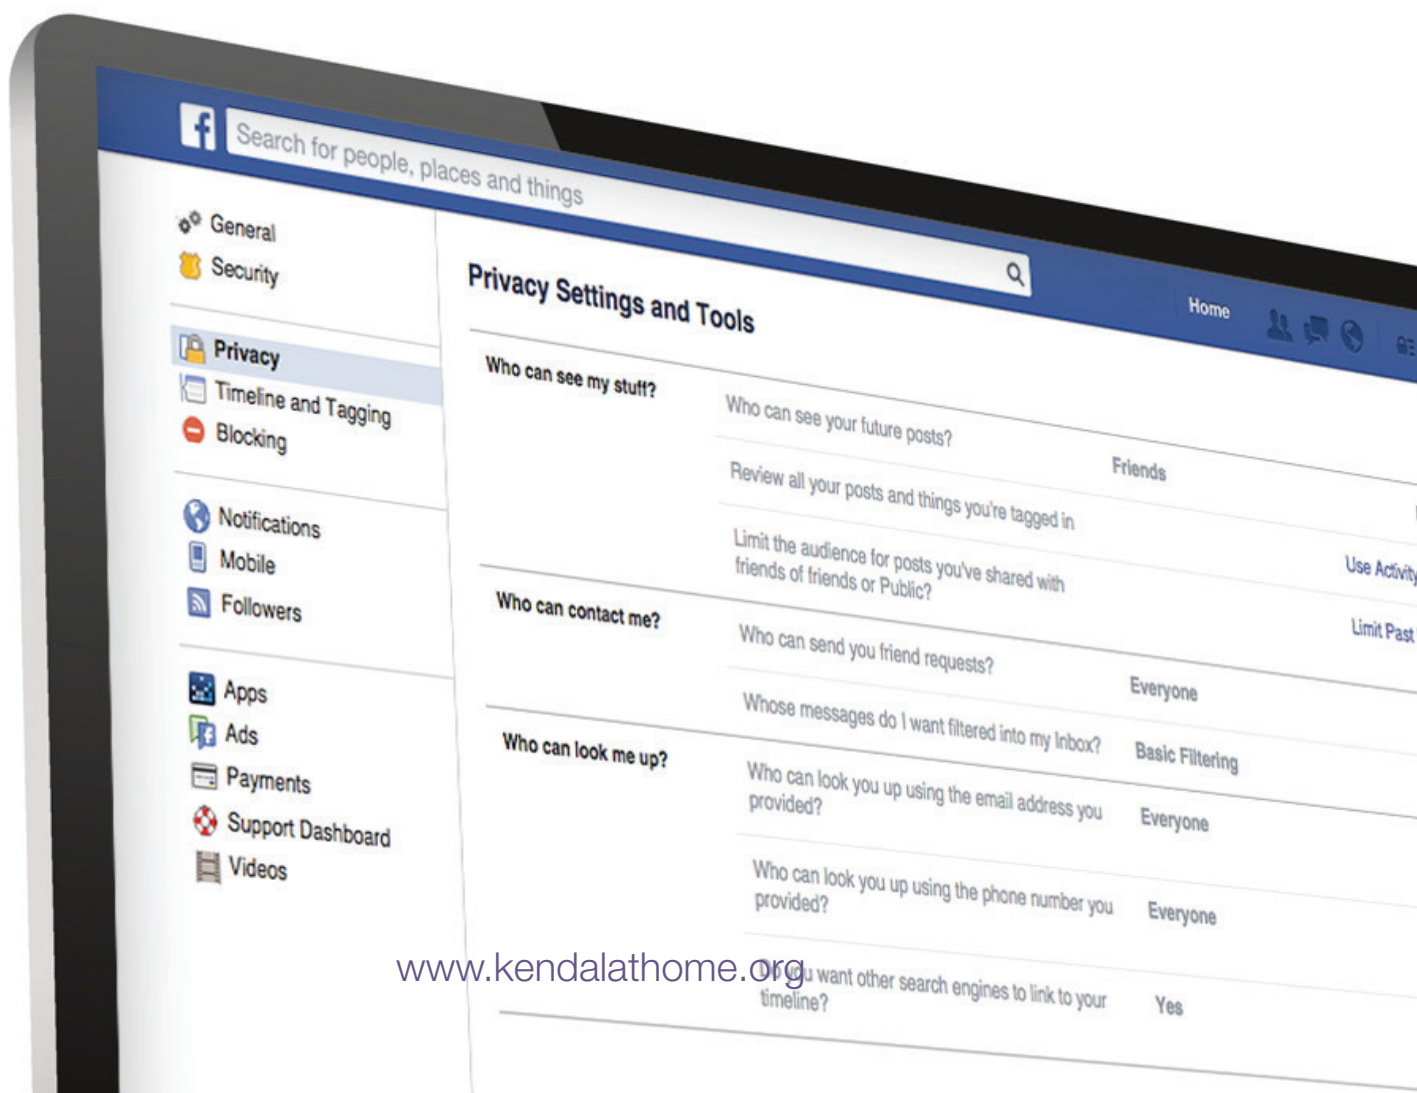 f
Search for people, places and things
Home
General
Security
Privacy
Timeline and Tagging
Blocking
Notifications
Mobile
Followers
Apps
Ads
Payments
Support Dashboard
Videos
Privacy Settings and Tools
Who can see my stuff?
Who can see your future posts?
Friends
Review all your posts and things you're tagged in
Use Activity
Limit the audience for posts you've shared with
friends of friends or Public?
Limit Past
Who can contact me?
Who can send you friend requests?
Everyone
Whose messages do I want filtered into my Inbox?
Basic Filtering
Who can look me up?
Who can look you up using the email address you
provided?
Everyone
Who can look you up using the phone number you
provided?
Everyone
Do you want other search engines to link to your
timeline?
Yes
www.kendalathome.org